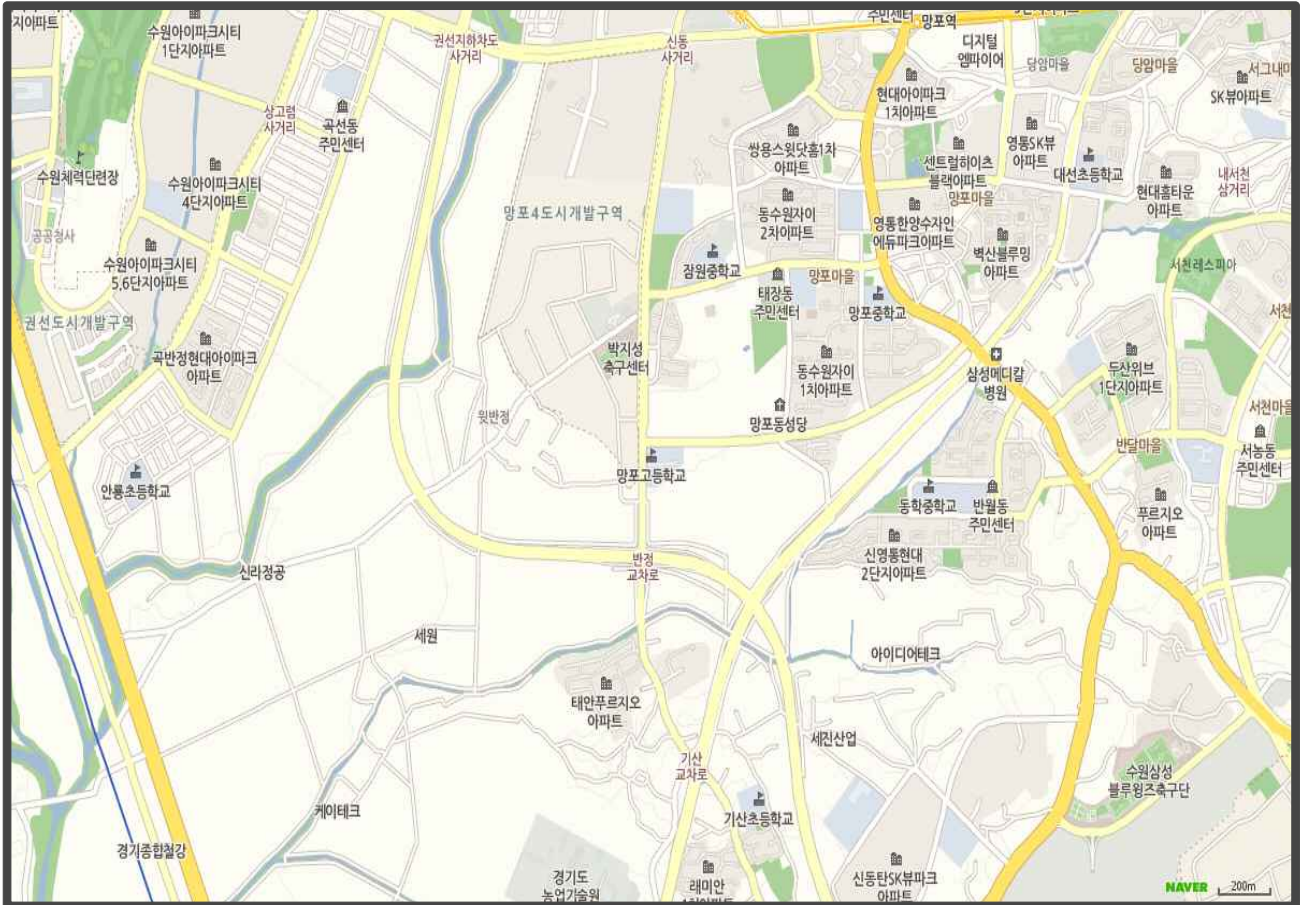 지아파트
수원아이파크시티
1단지아파트
권선지하차도
사거리
신동
사거리
주민센터
망포역
디지털
엠파이어
당암마을
당암마을
서그내마
SK뷰아파트
현대아이파크
1차아파트
상고렴
사거리
곡선동
주민센터
쌍용스윗닷홈1차
아파트
센트럴하이츠
블랙아파트
영통SK뷰
아파트
대선초등학교
수원체력단련장
수원아이파크시티
4단지아파트
망포마을
현대홈타운
아파트
내서천
삼거리
망포4도시개발구역
동수원자이
2차아파트
영통한양수자인
에듀파크아파트
공공청사
수원아이파크시티
5,6단지아파트
잠원중학교
벽산블루밍
아파트
서천레스피아
태장동
주민센터
망포마을
망포중학교
서천
권선도시개발구역
곡반정현대아이파크
아파트
박지성
축구센터
동수원자이
1차아파트
삼성메디칼
병원
두산위브
1단지아파트
윗반정
망포동성당
서천마을
반달마을
서농동
주민센터
안룡초등학교
망포고등학교
동학중학교
반월동
주민센터
푸르지오
아파트
신라정공
반정
교차로
신영통현대
2단지아파트
세원
아이디어테크
태안푸르지오
아파트
세진산업
기산
교차로
수원삼성
블루윙즈축구단
케이테크
기산초등학교
경기종합철강
경기도
농업기술원
래미안
1차아파트
신동탄SK뷰파크
아파트
NAVER
200m